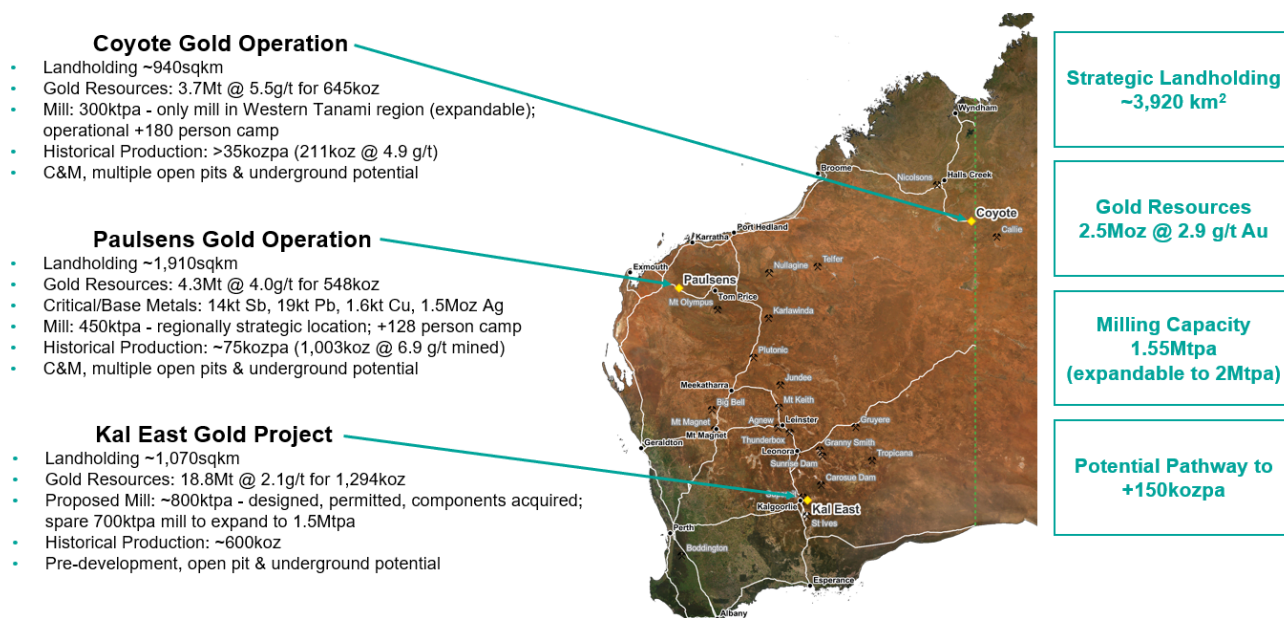 Coyote Gold Operation
• Landholding ~940sqkm
• Gold Resources: 3.7Mt @ 5.5g/t for 645koz
• Mill: 300ktpa - only mill in Western Tanami region (expandable);
operational +180 person camp
• Historical Production: >35kozpa (211koz @ 4.9 g/t)
• C&M, multiple open pits & underground potential
Paulsens Gold Operation
• Landholding ~1,910sqkm
• Gold Resources: 4.3Mt @ 4.0g/t for 548koz
• Critical/Base Metals: 14kt Sb, 19kt Pb, 1.6kt Cu, 1.5Moz Ag
• Mill: 450ktpa - regionally strategic location; +128 person camp
• Historical Production: ~75kozpa (1,003koz @ 6.9 g/t mined)
• C&M, multiple open pits & underground potential
Kal East Gold Project
• Landholding ~1,070sqkm
• Gold Resources: 18.8Mt @ 2.1g/t for 1,294koz
• Proposed Mill: ~800ktpa - designed, permitted, components acquired;
spare 700ktpa mill to expand to 1.5Mtpa
• Historical Production: ~600koz
• Pre-development, open pit & underground potential
Wyndham
Broome
Halls Creek
Nicolsons
Coyote
Callie
Port Hedland
Karratha
Exmouth
Telfer
Nullagine
Paulsens
Tom Price
Mt Olympus
Karlawinda
Plutonic
Jundee
Meekatharra
Mt Keith
Big Bell
Mt Magnet
Mt Magnet
Agnew
Leinster
Gruyere
Thunderbox
Geraldton
Leonora
Granny Smith
Sunrise Dam
Tropicana
Carosue Dam
Kalgoorlie
Kal East
St Ives
Perth
Boddington
Esperance
Albany
Strategic Landholding
~3,920 km²
Gold Resources
2.5Moz @ 2.9 g/t Au
Milling Capacity
1.55Mtpa
(expandable to 2Mtpa)
Potential Pathway to
+150kozpa